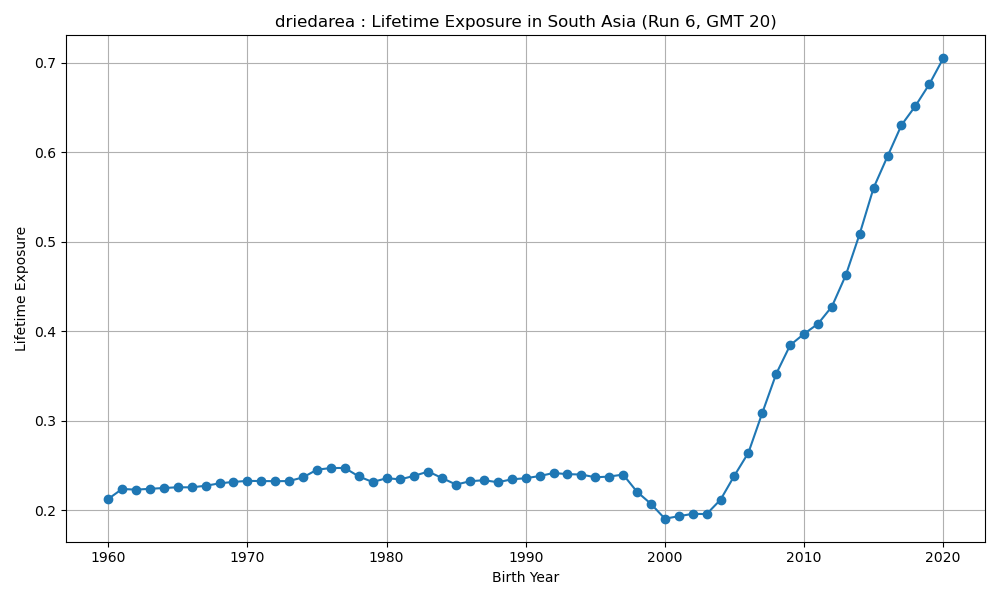 driedarea : Lifetime Exposure in South Asia (Run 6, GMT 20)
Lifetime Exposure
0.7
0.6
0.5
0.4
0.3
0.2
1960 1970 1980 1990 2000 2010 2020
Birth Year